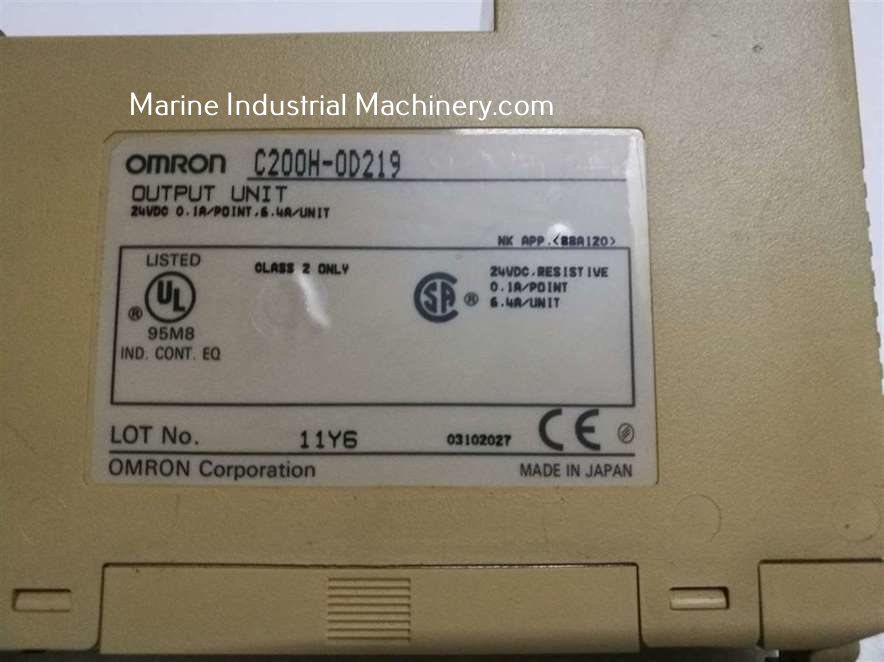 Marine Industrial Machinery.com
OMRON C200H-OD219
OUTPUT UNIT
24VDC 0.1A/POINT,6.4A/UNIT
NK APP.<88A120>
LISTED
CLASS 2 ONLY
UL
®
95M8
IND. CONT. EQ
SA ®
24VDC,RESISTIVE
0.1A/POINT
6.4A/UNIT
LOT No. 11Y6 03102027 CE
OMRON Corporation MADE IN JAPAN